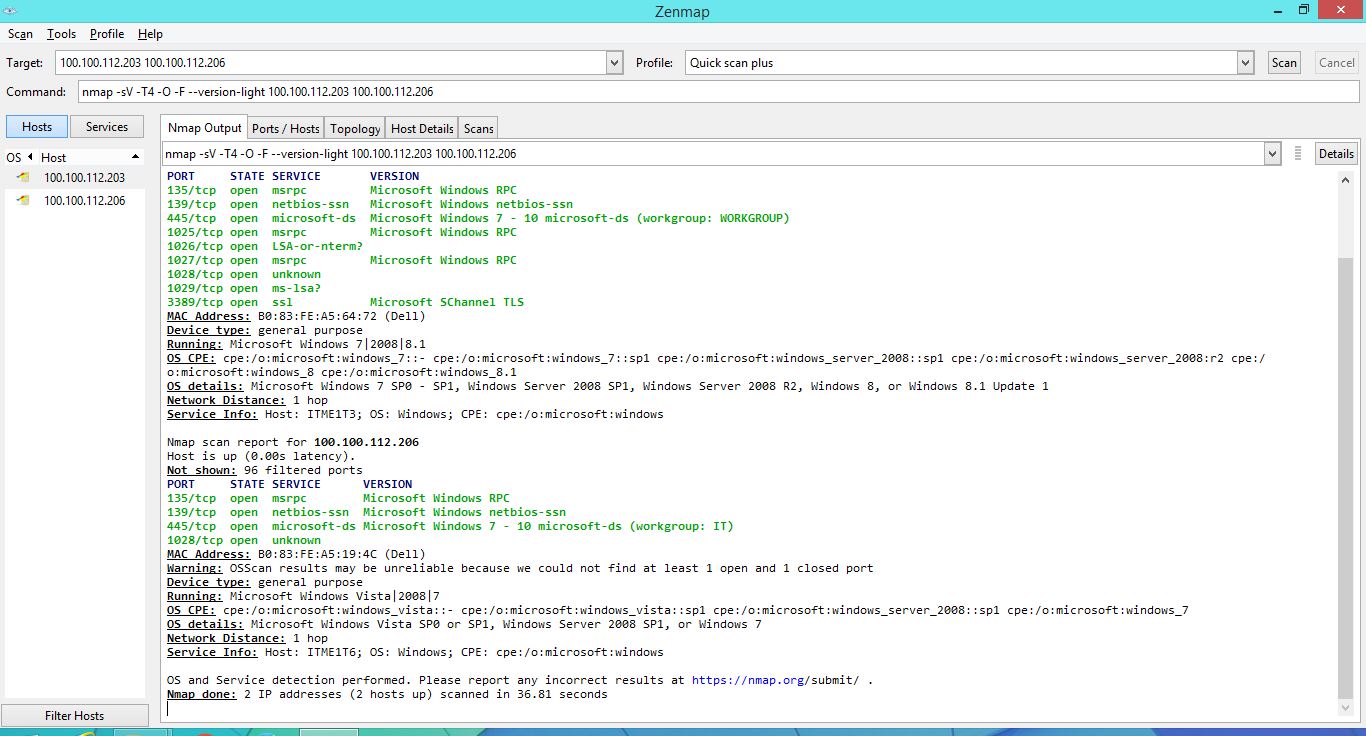 Zenmap
Scan Tools Profile Help
Target: 100.100.112.203 100.100.112.206 Profile: Quick scan plus Scan Cancel
Command: nmap -sV -T4 -O -F --version-light 100.100.112.203 100.100.112.206
Hosts Services
Nmap Output Ports / Hosts Topology Host Details Scans
OS Host
100.100.112.203
100.100.112.206
nmap -sV -T4 -O -F --version-light 100.100.112.203 100.100.112.206 Details
PORT STATE SERVICE VERSION
135/tcp open msrpc Microsoft Windows RPC
139/tcp open netbios-ssn Microsoft Windows netbios-ssn
445/tcp open microsoft-ds Microsoft Windows 7 - 10 microsoft-ds (workgroup: WORKGROUP)
1025/tcp open msrpc Microsoft Windows RPC
1026/tcp open LSA-or-nterm?
1027/tcp open msrpc Microsoft Windows RPC
1028/tcp open unknown
1029/tcp open ms-lsa?
3389/tcp open ssl Microsoft SChannel TLS
MAC Address: B0:83:FE:A5:64:72 (Dell)
Device type: general purpose
Running: Microsoft Windows 7|2008|8.1
OS CPE: cpe:/o:microsoft:windows_7::- cpe:/o:microsoft:windows_7::sp1 cpe:/o:microsoft:windows_server_2008::sp1 cpe:/o:microsoft:windows_server_2008:r2 cpe:/
o:microsoft:windows_8 cpe:/o:microsoft:windows_8.1
OS details: Microsoft Windows 7 SP0 - SP1, Windows Server 2008 SP1, Windows Server 2008 R2, Windows 8, or Windows 8.1 Update 1
Network Distance: 1 hop
Service Info: Host: ITME1T3; OS: Windows; CPE: cpe:/o:microsoft:windows
Nmap scan report for 100.100.112.206
Host is up (0.00s latency).
Not shown: 96 filtered ports
PORT STATE SERVICE VERSION
135/tcp open msrpc Microsoft Windows RPC
139/tcp open netbios-ssn Microsoft Windows netbios-ssn
445/tcp open microsoft-ds Microsoft Windows 7 - 10 microsoft-ds (workgroup: IT)
1028/tcp open unknown
MAC Address: B0:83:FE:A5:19:4C (Dell)
Warning: OSScan results may be unreliable because we could not find at least 1 open and 1 closed port
Device type: general purpose
Running: Microsoft Windows Vista|2008|7
OS CPE: cpe:/o:microsoft:windows_vista::- cpe:/o:microsoft:windows_vista::sp1 cpe:/o:microsoft:windows_server_2008::sp1 cpe:/o:microsoft:windows_7
OS details: Microsoft Windows Vista SP0 or SP1, Windows Server 2008 SP1, or Windows 7
Network Distance: 1 hop
Service Info: Host: ITME1T6; OS: Windows; CPE: cpe:/o:microsoft:windows
OS and Service detection performed. Please report any incorrect results at https://nmap.org/submit/ .
Nmap done: 2 IP addresses (2 hosts up) scanned in 36.81 seconds
Filter Hosts